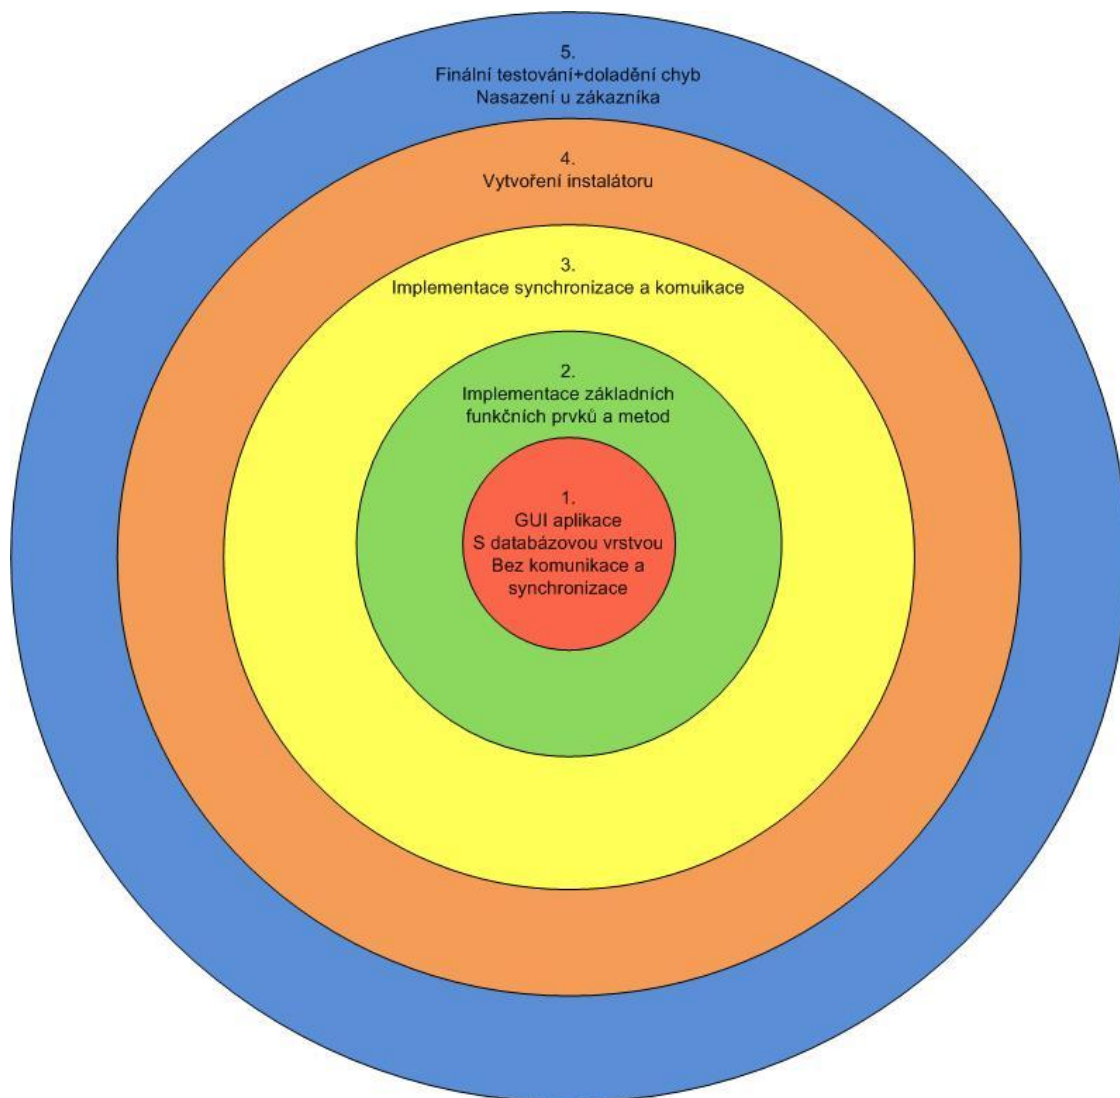 5.
Finální testování+doladění chyb
Nasazení u zákazníka
4.
Vytvoření instalátoru
3.
Implementace synchronizace a komuikace
2.
Implementace základních
funkčních prvků a metod
1.
GUI aplikace
S databázovou vrstvou
Bez komunikace a
synchronizace